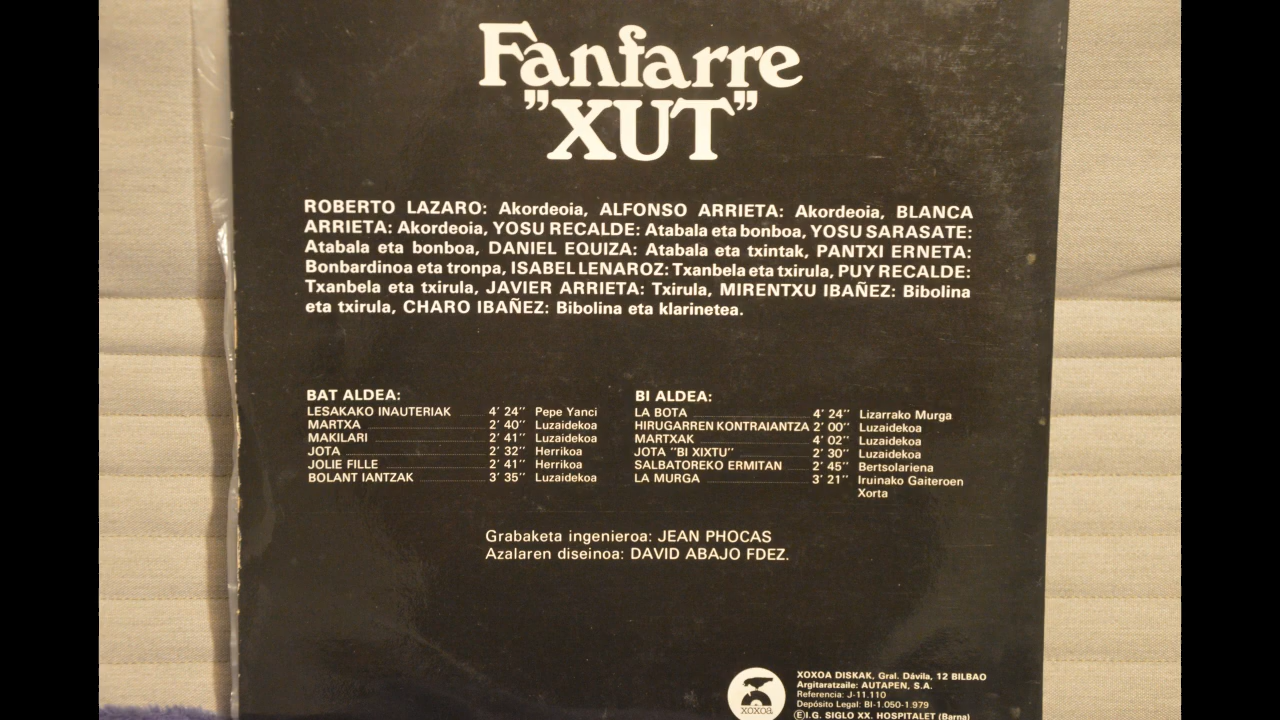 Fanfarre
"XUT"
ROBERTO LAZARO: Akordeoia, ALFONSO ARRIETA: Akordeoia, BLANCA
ARRIETA: Akordeoia, YOSU RECALDE: Atabala eta bonboa, YOSU SARASATE:
Atabala eta bonboa, DANIEL EQUIZA: Atabala eta txintak, PANTXI ERNETA:
Bonbardinoa eta tronpa, ISABEL LENAROZ: Txanbela eta txirula, PUY RECALDE:
Txanbela eta txirula, JAVIER ARRIETA: Txirula, MIRENTXU IBAÑEZ: Bibolina
eta txirula, CHARO IBAÑEZ: Bibolina eta klarinetea.
BAT ALDEA:
LESAKAKO INAUTERIAK 4' 24'' Pepe Yanci
MARTXA 2' 40'' Luzaidekoa
MAKILARI 2' 41'' Luzaidekoa
JOTA 2' 32'' Herrikoa
JOLIE FILLE 2' 41'' Herrikoa
BOLANT IANTZAK 3' 35'' Luzaidekoa
BI ALDEA:
LA BOTA 4' 24'' Lizarrako Murga
HIRUGARREN KONTRAIANTZA 2' 00'' Luzaidekoa
MARTXAK 4' 02'' Luzaidekoa
JOTA "BI XIXTU" 2' 30'' Luzaidekoa
SALBATOREKO ERMITAN 2' 45'' Bertsolariena
LA MURGA 3' 21'' Iruinako Gaiteroen
Xorta
Grabaketa ingenieroa: JEAN PHOCAS
Azalaren diseinoa: DAVID ABAJO FDEZ.
xoxoa
XOXOA DISKAK, Gral. Dávila, 12 BILBAO
Argitaratzaile: AUTAPEN, S.A.
Referencia: J-11.110
Depósito Legal: BI-1.050-1.979
Ⓔ I.G. SIGLO XX. HOSPITALET (Barna)